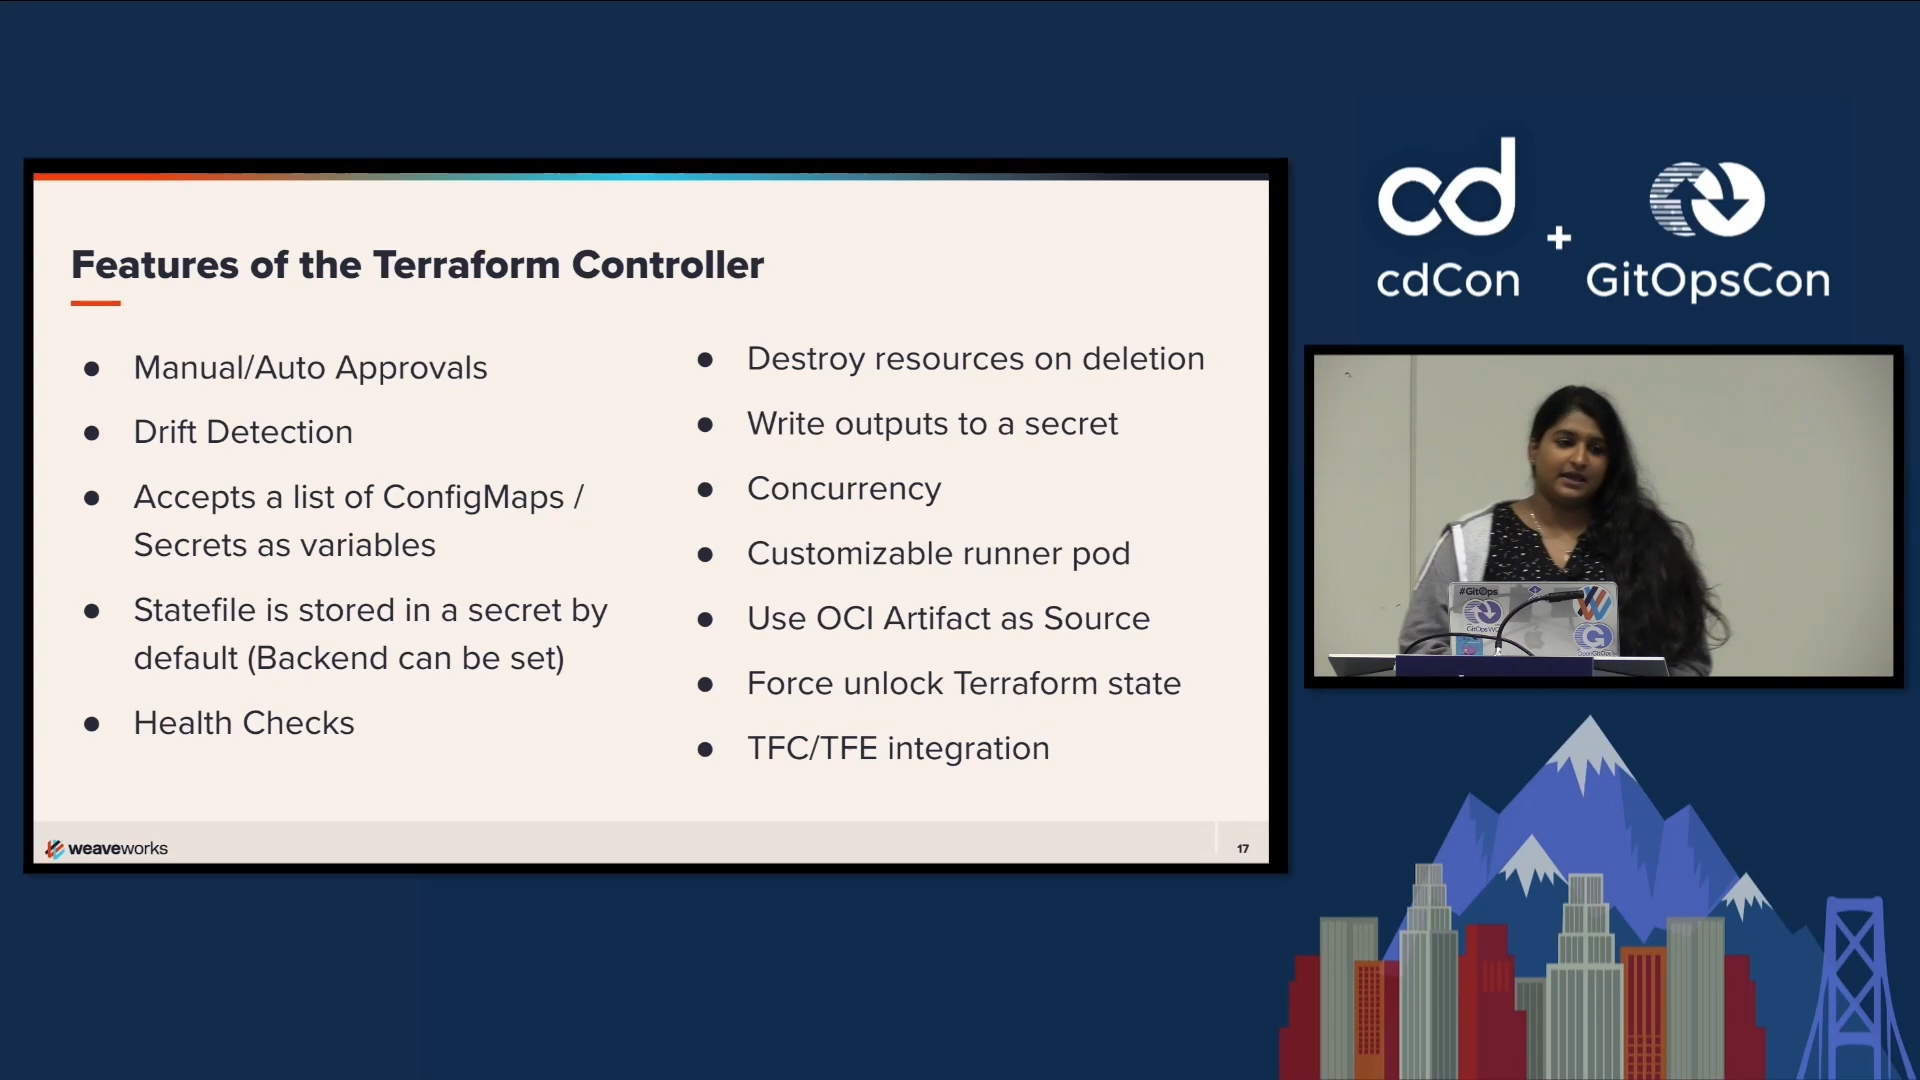 Features of the Terraform Controller
● Manual/Auto Approvals
● Drift Detection
● Accepts a list of ConfigMaps /
Secrets as variables
● Statefile is stored in a secret by
default (Backend can be set)
● Health Checks
● Destroy resources on deletion
● Write outputs to a secret
● Concurrency
● Customizable runner pod
● Use OCI Artifact as Source
● Force unlock Terraform state
● TFC/TFE integration
weaveworks
17
cd
cdCon
+
GitOpsCon
#GitOps
GitOpsWG
OpenGitOps